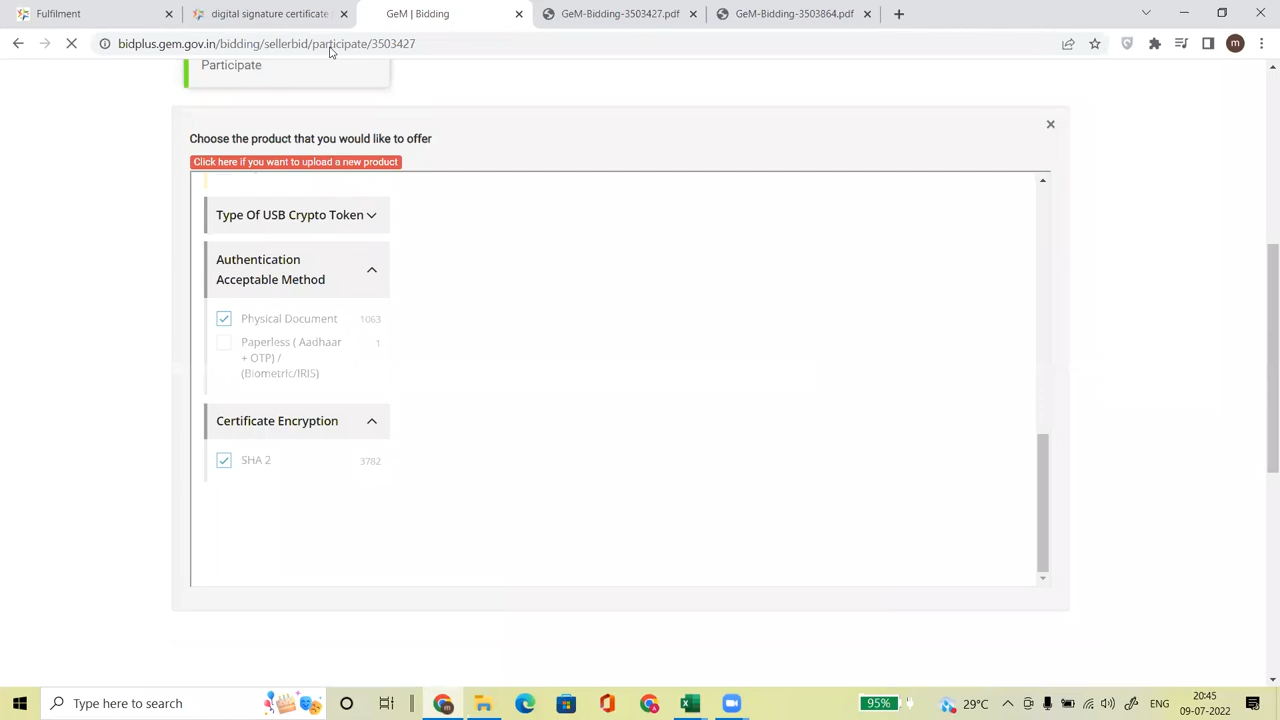 Fulfilment
digital signature certificate
GeM | Bidding
GeM-Bidding-3503427.pdf
GeM-Bidding-3503864.pdf
bidplus.gem.gov.in/bidding/sellerbid/participate/3503427
m
Participate
Choose the product that you would like to offer
Click here if you want to upload a new product
Type Of USB Crypto Token
Authentication
Acceptable Method
Physical Document 1063
Paperless ( Aadhaar 1
+ OTP) /
(Biometric/IRIS)
Certificate Encryption
SHA 2 3782
Type here to search
95%
29°C
ENG
20:45
09-07-2022